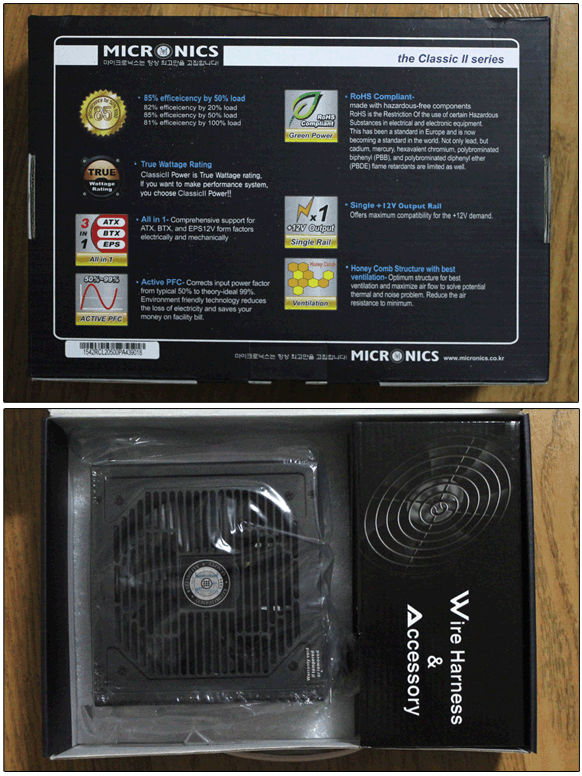 MICRONICS
마이크로닉스는 항상 최고만을 고집합니다!
the Classic II series
85
85% efficeicency by 50% load
82% efficeicency by 20% load
85% efficeicency by 50% load
81% efficeicency by 100% load
TRUE
Wattage
Rating
True Wattage Rating
ClassicII Power is True Wattage rating.
If you want to make performance system,
you choose ClassicII Power!!
3 IN 1
ATX
BTX
EPS
All in 1
All in 1- Comprehensive support for
ATX, BTX, and EPS12V form factors
electrically and mechanically
50%~99%
ACTIVE PFC
Active PFC- Corrects input power factor
from typical 50% to theory-ideal 99%.
Environment friendly technology reduces
the loss of electricity and saves your
money on facility bill.
RoHS
Compliant
Green Power
RoHS Compliant-
made with hazardous-free components
RoHS is the Restriction Of the use of certain Hazardous
Substances in electrical and electronic equipment.
This has been a standard in Europe and is now
becoming a standard in the world. Not only lead, but
cadium, mercury, hexavalent chromium, polybrominated
biphenyl (PBB), and polybrominated diphenyl ether
(PBDE) flame retardants are limited as well.
x1
+12V Output
Single Rail
Single +12V Output Rail
Offers maximum compatibility for the +12V demand.
Honey Comb
Ventilation
Honey Comb Structure with best
ventilation- Optimum structure for best
ventilation and maximize air flow to solve potential
thermal and noise problem. Reduce the air
resistance to minimum.
1542RCL20500PA439018
마이크로닉스는 항상 최고만을 고집합니다!
MICRONICS
www.micronics.co.kr
Wire Harness
&
Accessory